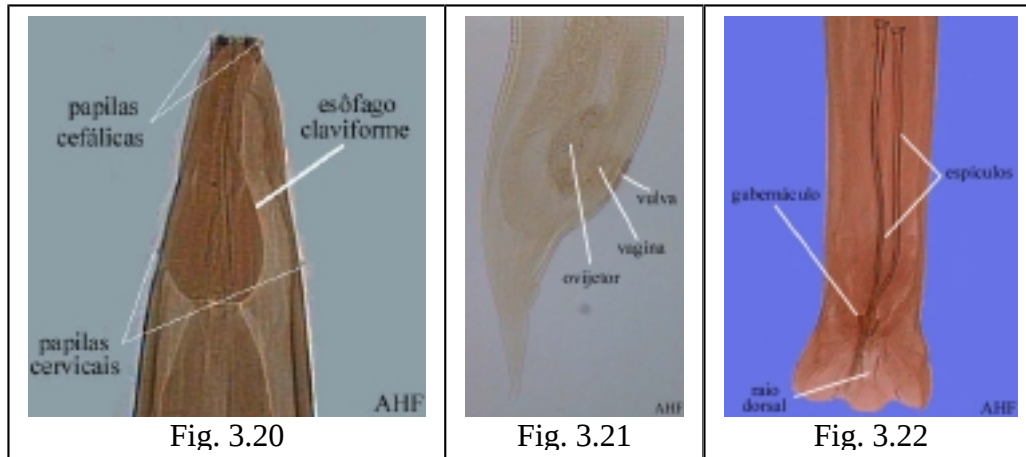 papilas
cefálicas
esôfago
claviforme
papilas
cervicais
AHF
Fig. 3.20
vulva
vagina
ovijetor
AHF
Fig. 3.21
espículos
gubernáculo
raio
dorsal
AHF
Fig. 3.22